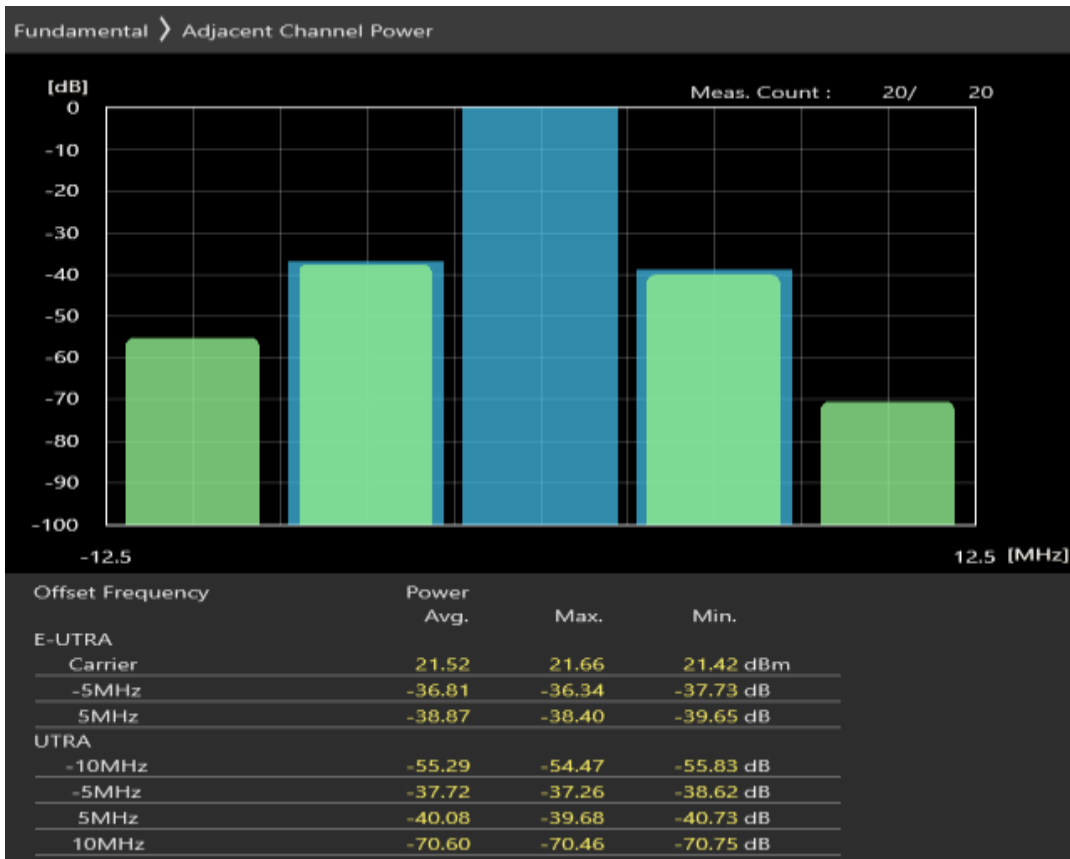 Fundamental 〉 Adjacent Channel Power
[dB]
Meas. Count : 20/ 20
0
-10
-20
-30
-40
-50
-60
-70
-80
-90
-100
-12.5 12.5 [MHz]
Offset Frequency Power
Avg. Max. Min.
E-UTRA
Carrier 21.52 21.66 21.42 dBm
-5MHz -36.81 -36.34 -37.73 dB
5MHz -38.87 -38.40 -39.65 dB
UTRA
-10MHz -55.29 -54.47 -55.83 dB
-5MHz -37.72 -37.26 -38.62 dB
5MHz -40.08 -39.68 -40.73 dB
10MHz -70.60 -70.46 -70.75 dB